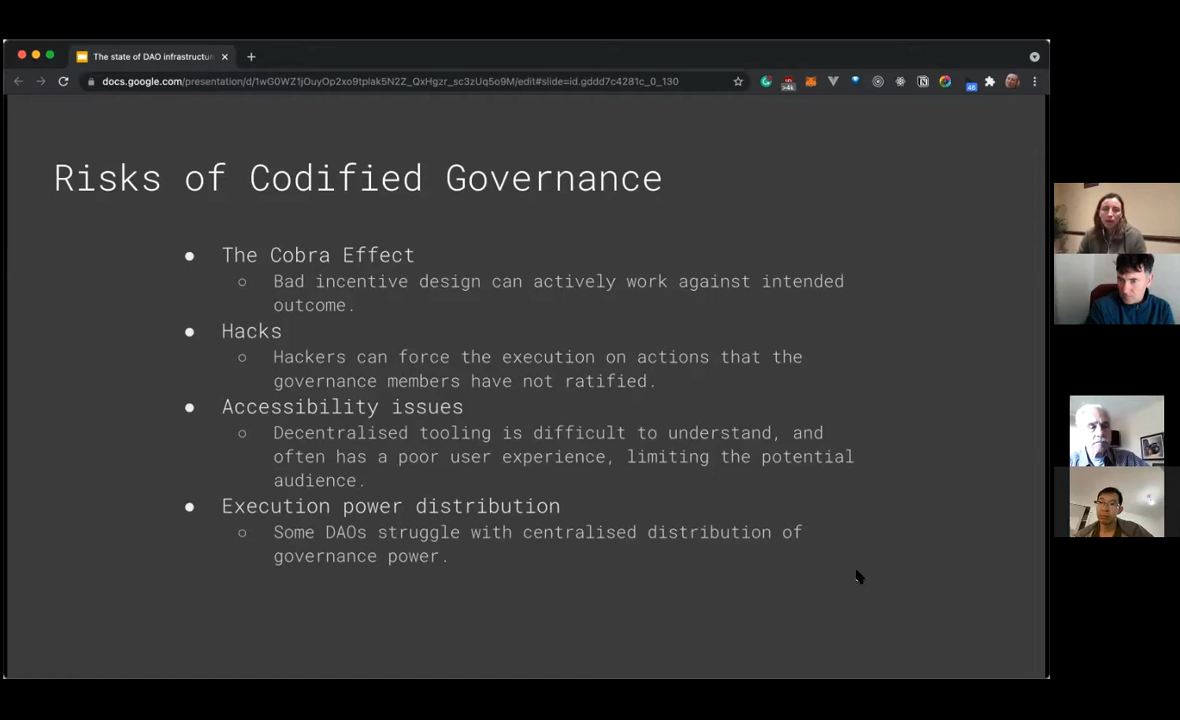 The state of DAO infrastructur
docs.google.com/presentation/d/1wG0WZ1jOuyOp2xo9tplak5N2Z_QxHgzr_sc3zUq5o9M/edit#slide=id.gddd7c4281c_0_130
>4k
46
Risks of Codified Governance
The Cobra Effect
Bad incentive design can actively work against intended
outcome.
Hacks
Hackers can force the execution on actions that the
governance members have not ratified.
Accessibility issues
Decentralised tooling is difficult to understand, and
often has a poor user experience, limiting the potential
audience.
Execution power distribution
Some DAOs struggle with centralised distribution of
governance power.